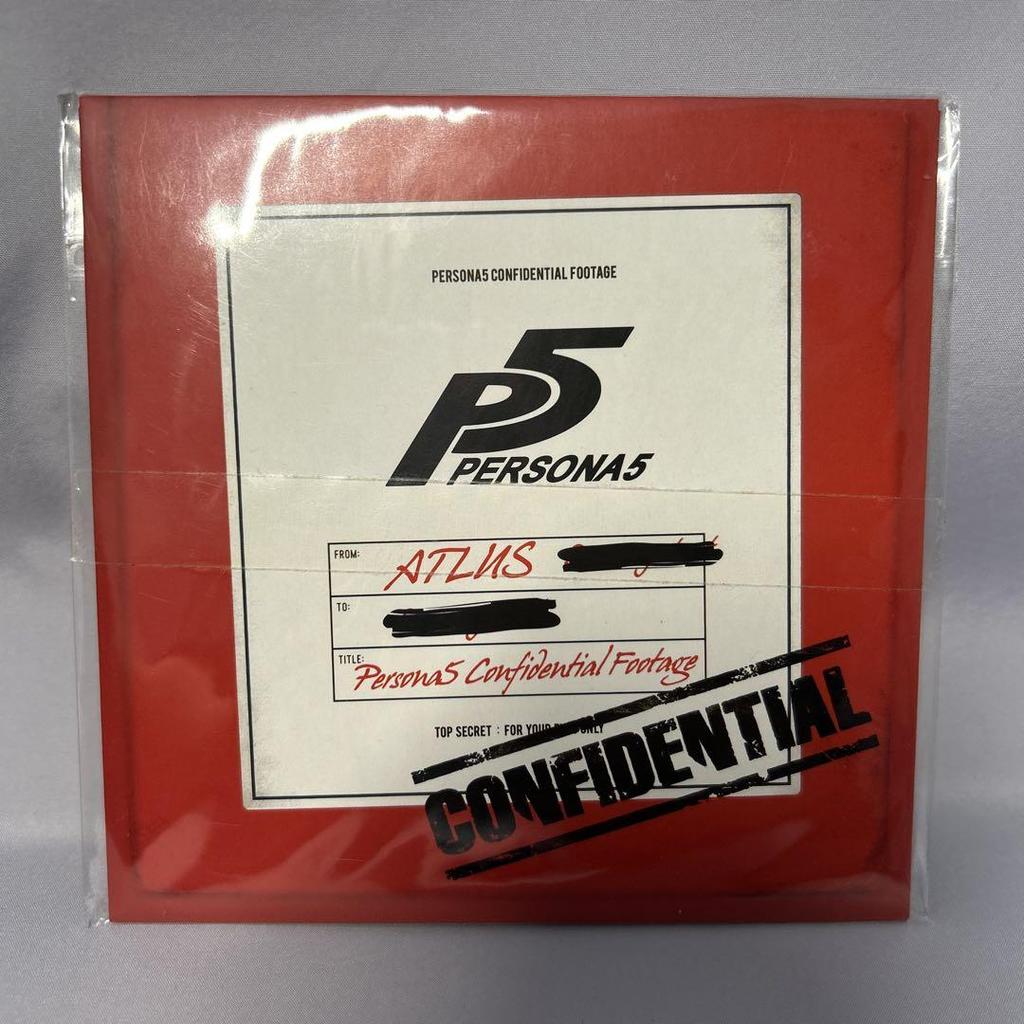 PERSONA5 CONFIDENTIAL FOOTAGE
P5
PERSONA5
FROM: ATLUS
TO:
TITLE: Persona5 Confidential Footage
TOP SECRET : FOR YOUR ONLY
CONFIDENTIAL